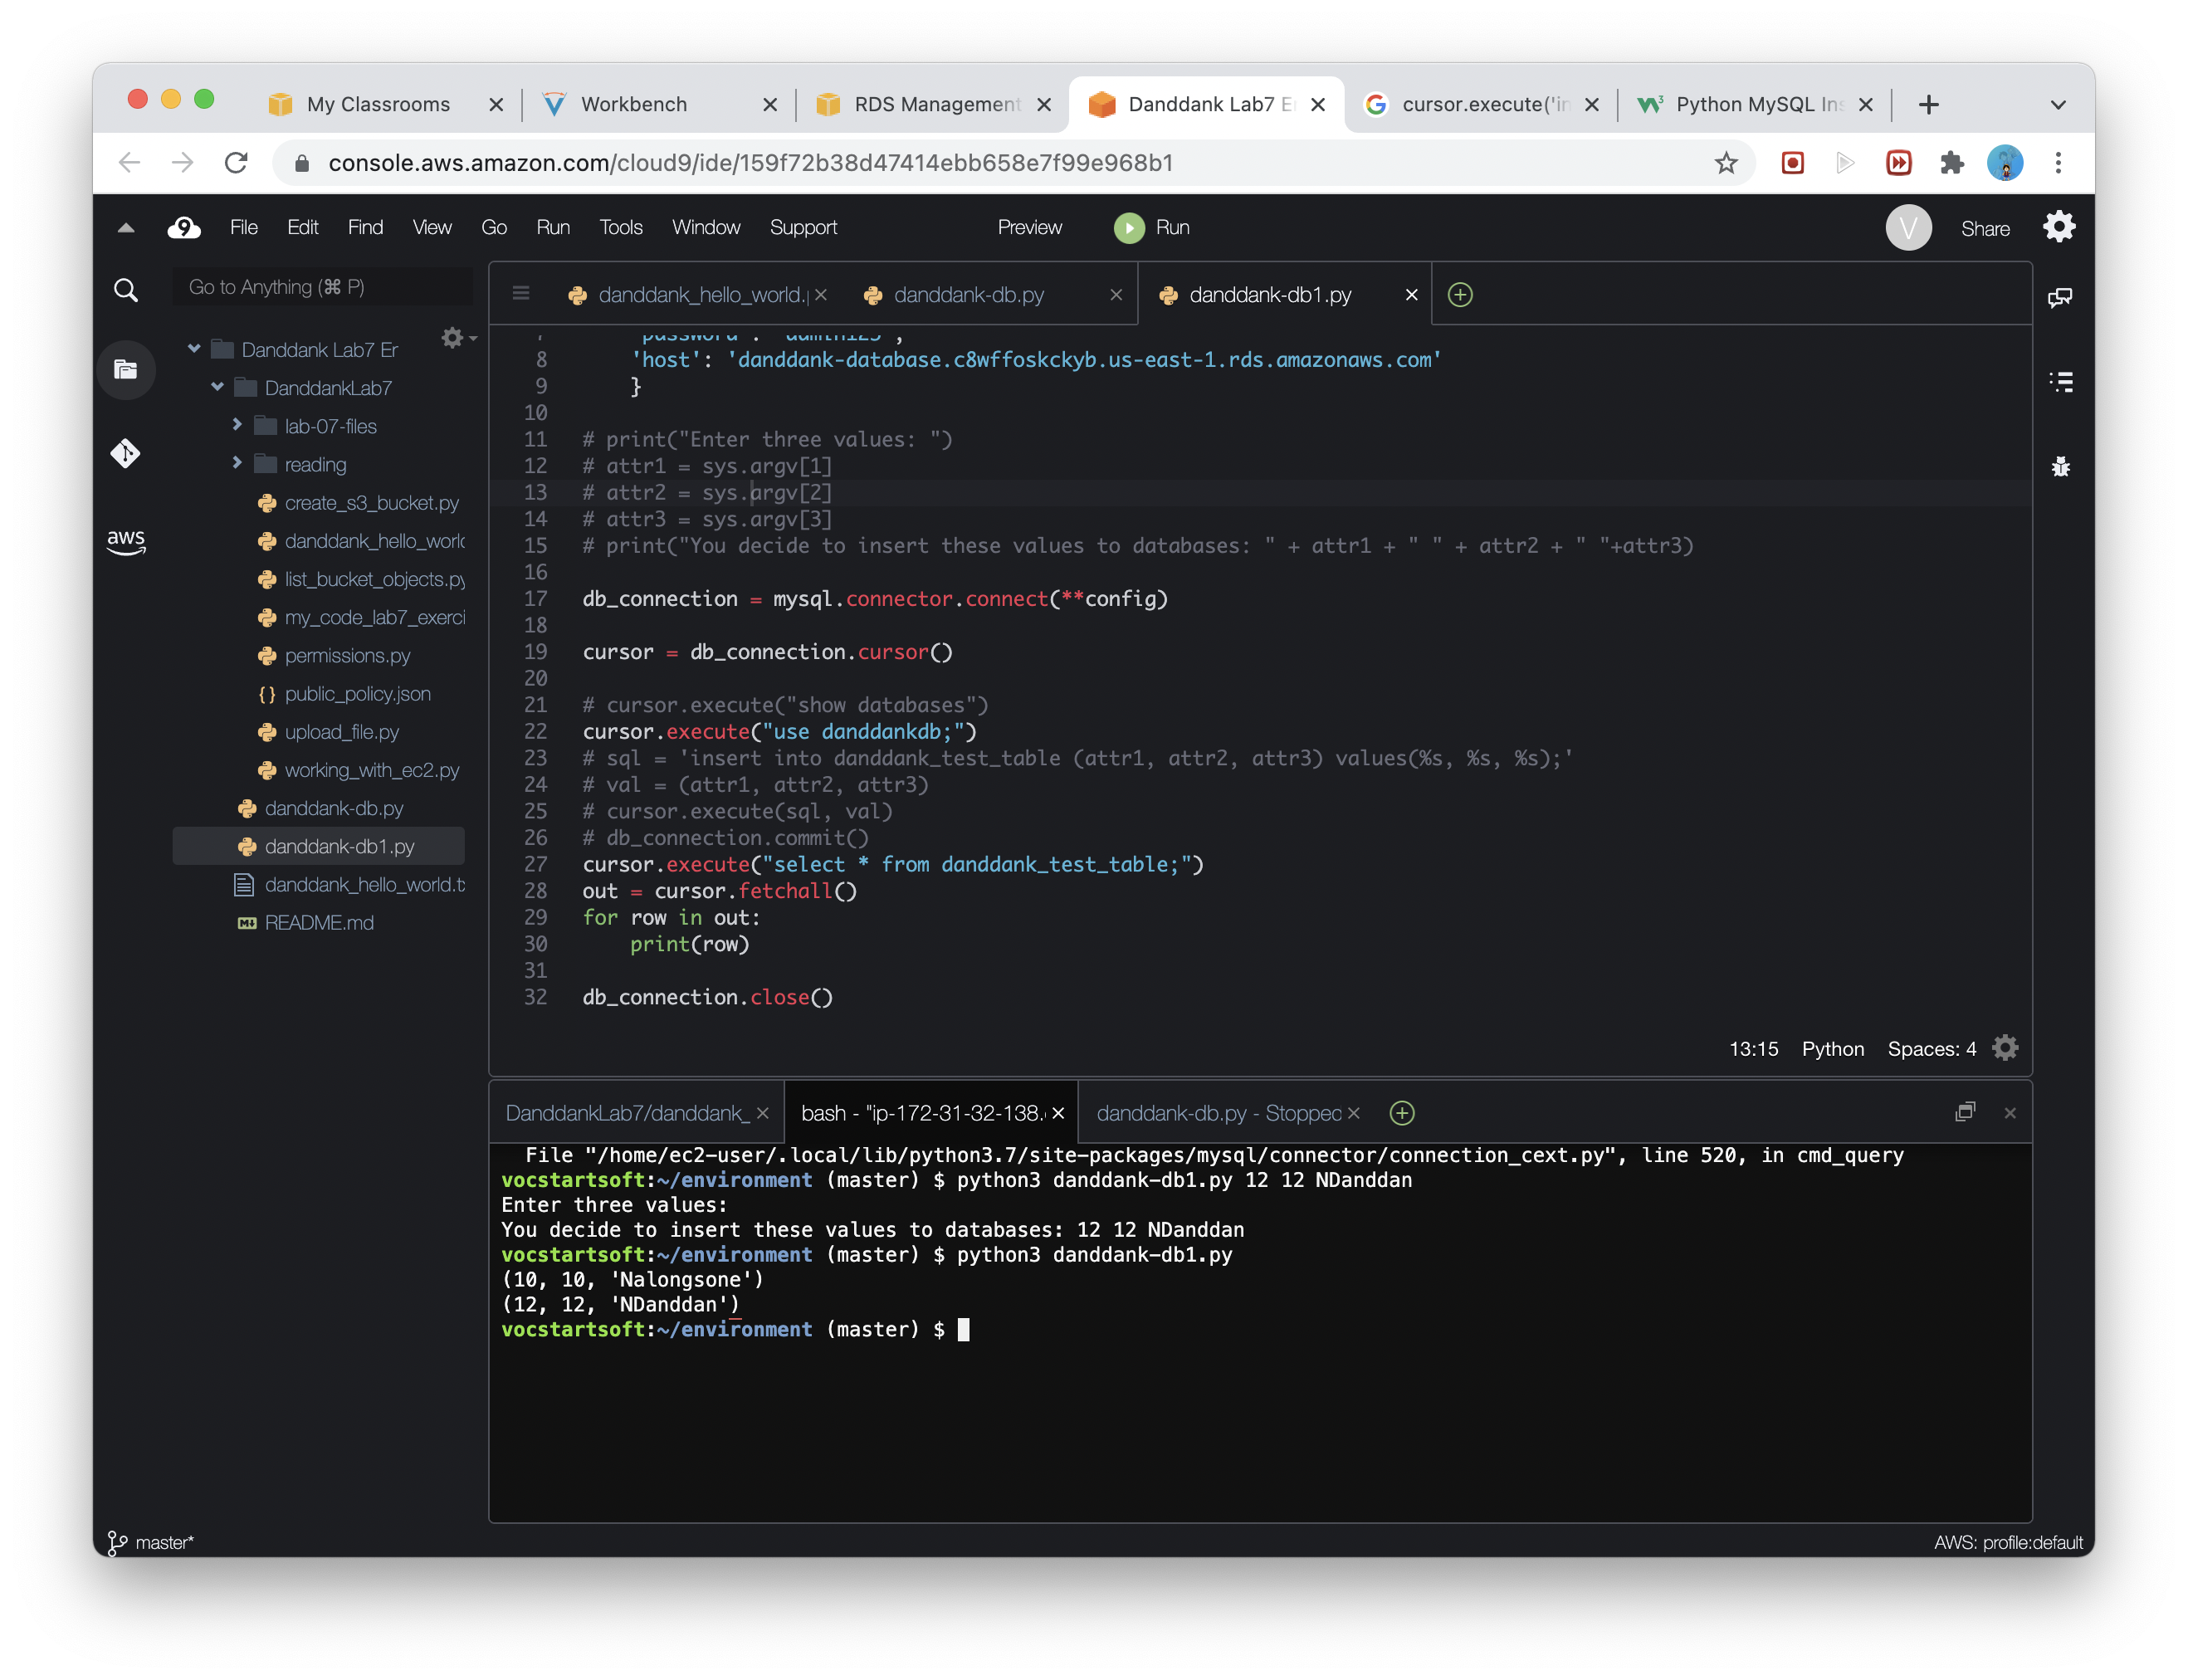 My Classrooms
Workbench
RDS Management
Danddank Lab7 E
cursor.execute('in
Python MySQL Ins
console.aws.amazon.com/cloud9/ide/159f72b38d47414ebb658e7f99e968b1
File Edit Find View Go Run Tools Window Support Preview Run
V Share
Go to Anything (⌘ P)
Danddank Lab7 Er
DanddankLab7
lab-07-files
reading
create_s3_bucket.py
danddank_hello_world
list_bucket_objects.py
my_code_lab7_exerci
permissions.py
public_policy.json
upload_file.py
working_with_ec2.py
danddank-db.py
danddank-db1.py
danddank_hello_world.tx
README.md
aws
danddank_hello_world.
danddank-db.py
danddank-db1.py
8 'host': 'danddank-database.c8wffoskckyb.us-east-1.rds.amazonaws.com'
9 }
10
11 # print("Enter three values: ")
12 # attr1 = sys.argv[1]
13 # attr2 = sys.argv[2]
14 # attr3 = sys.argv[3]
15 # print("You decide to insert these values to databases: " + attr1 + " " + attr2 + " "+attr3)
16
17 db_connection = mysql.connector.connect(**config)
18
19 cursor = db_connection.cursor()
20
21 # cursor.execute("show databases")
22 cursor.execute("use danddankdb;")
23 # sql = 'insert into danddank_test_table (attr1, attr2, attr3) values(%s, %s, %s);'
24 # val = (attr1, attr2, attr3)
25 # cursor.execute(sql, val)
26 # db_connection.commit()
27 cursor.execute("select * from danddank_test_table;")
28 out = cursor.fetchall()
29 for row in out:
30 print(row)
31
32 db_connection.close()
13:15 Python Spaces: 4
DanddankLab7/danddank_
bash - "ip-172-31-32-138.
danddank-db.py - Stopped
File "/home/ec2-user/.local/lib/python3.7/site-packages/mysql/connector/connection_cext.py", line 520, in cmd_query
vocstartsoft:~/environment (master) $ python3 danddank-db1.py 12 12 NDanddan
Enter three values:
You decide to insert these values to databases: 12 12 NDanddan
vocstartsoft:~/environment (master) $ python3 danddank-db1.py
(10, 10, 'Nalongsone')
(12, 12, 'NDanddan')
vocstartsoft:~/environment (master) $
master*
AWS: profile:default